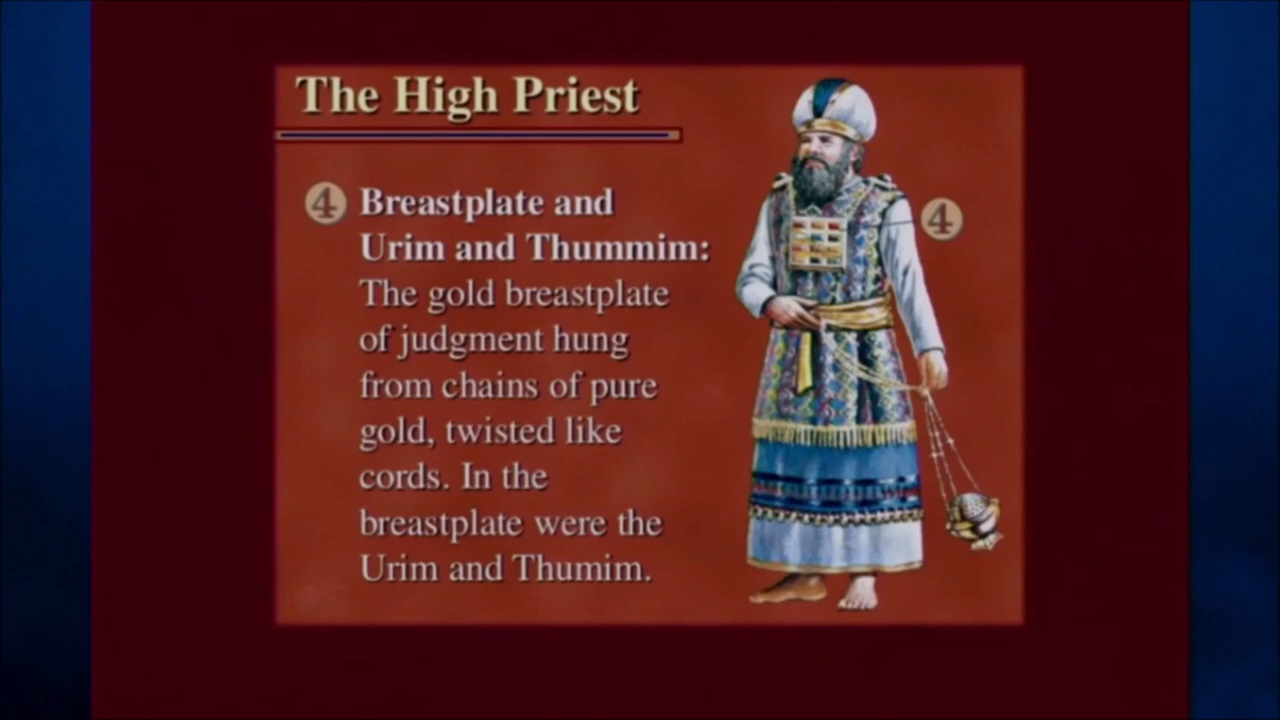 The High Priest
4 Breastplate and
Urim and Thummim:
The gold breastplate
of judgment hung
from chains of pure
gold, twisted like
cords. In the
breastplate were the
Urim and Thumim.
4